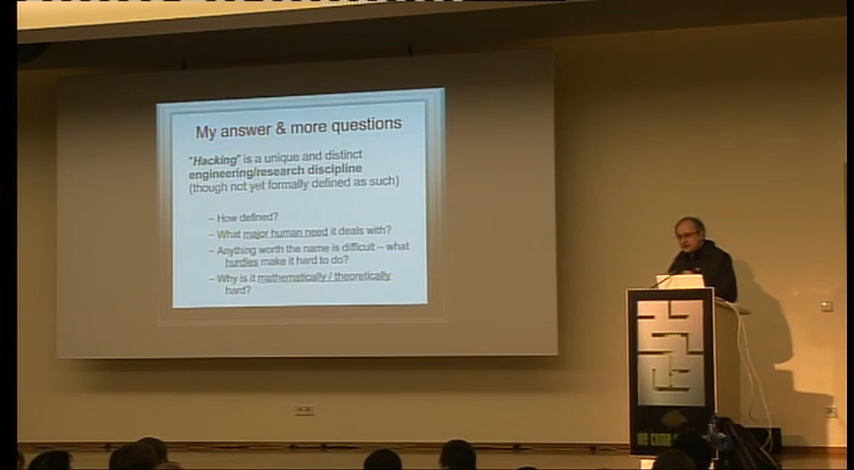 My answer & more questions
"Hacking" is a unique and distinct
engineering/research discipline
(though not yet formally defined as such)
– How defined?
– What major human need it deals with?
– Anything worth the name is difficult – what
hurdles make it hard to do?
– Why is it mathematically / theoretically
hard?
we come